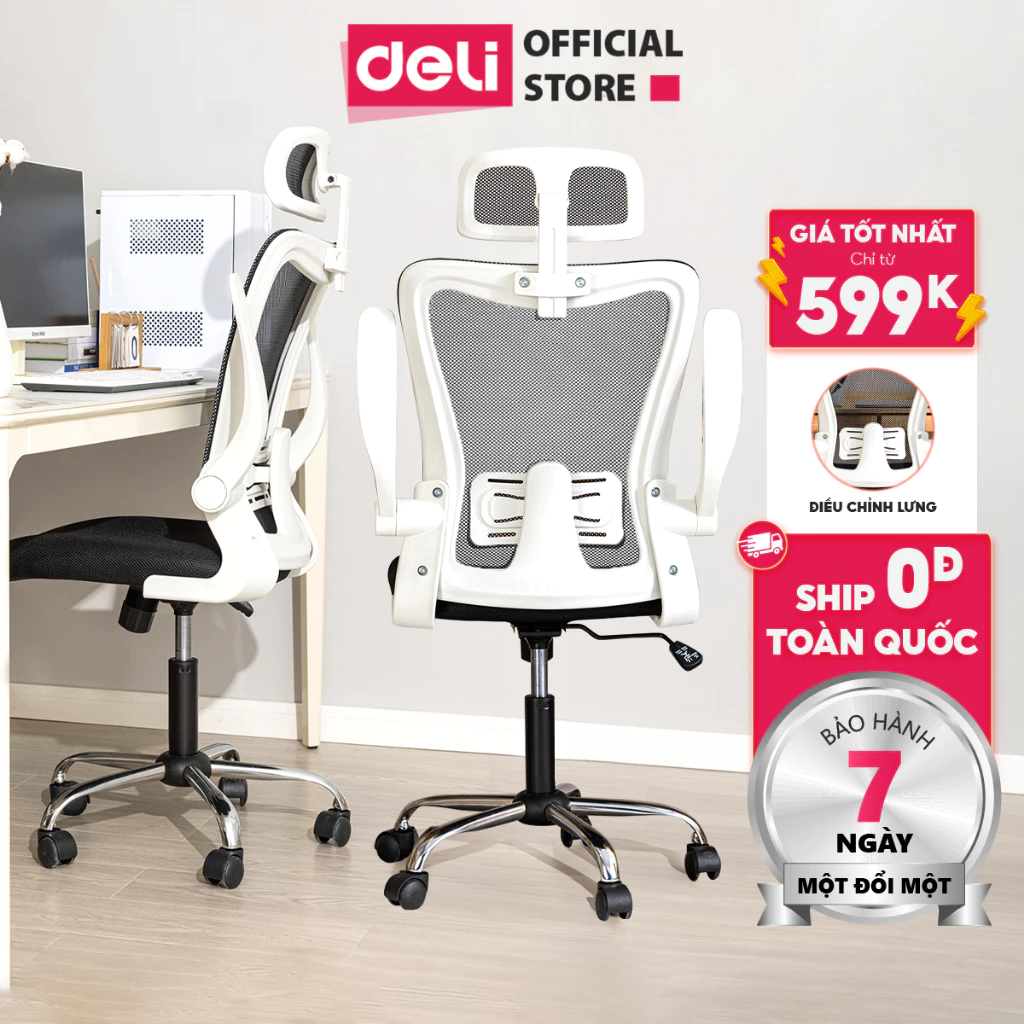 deli
OFFICIAL
STORE
GIÁ TỐT NHẤT
Chỉ từ
599K
ĐIỀU CHỈNH LƯNG
SHIP 0Đ
TOÀN QUỐC
BẢO HÀNH
7
NGÀY
MỘT ĐỔI MỘT